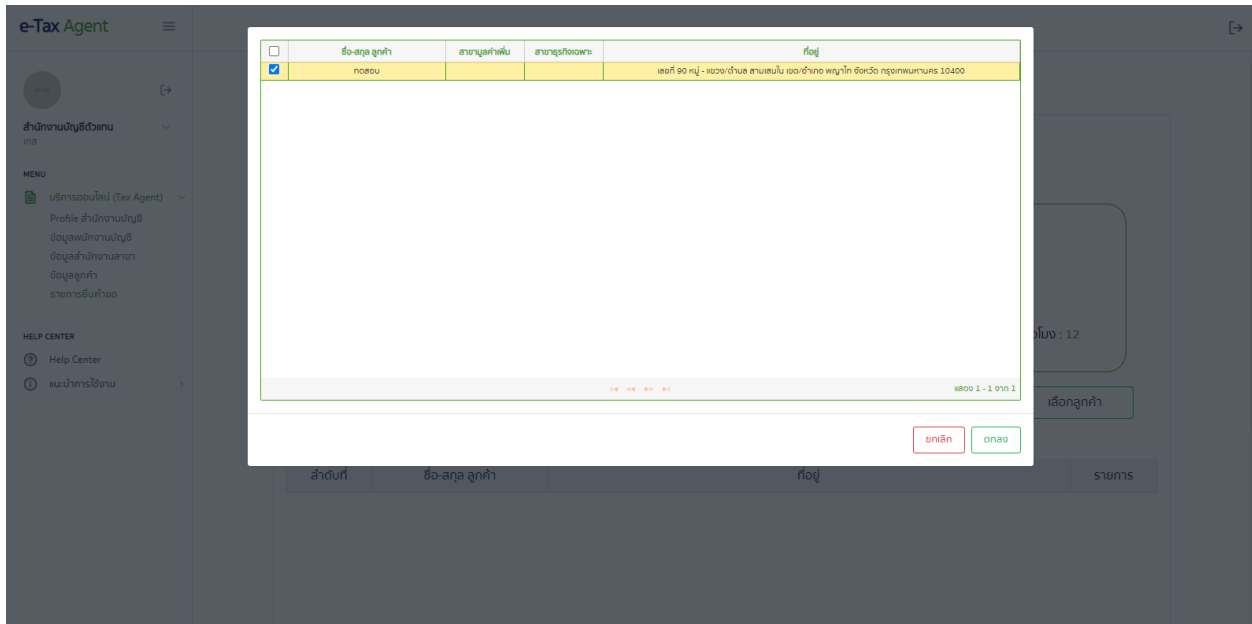 e-Tax Agent
สำนักงานบัญชีตัวแทน
เกส
MENU
บริการออนไลน์ (Tax Agent)
Profile สำนักงานบัญชี
ข้อมูลพนักงานบัญชี
ข้อมูลสำนักงานสาขา
ข้อมูลลูกค้า
รายการยื่นคำขอ
HELP CENTER
Help Center
แนะนำการใช้งาน
ชื่อ-สกุล ลูกค้า สาขามูลค่าเพิ่ม สาขาธุรกิจเฉพาะ ที่อยู่
ทดสอบ เลขที่ 90 หมู่ - แขวง/ตำบล สามเสนใน เขต/อำเภอ พญาไท จังหวัด กรุงเทพมหานคร 10400
แสดง 1 - 1 จาก 1
ยกเลิก ตกลง
: 12
เลือกลูกค้า
ลำดับที่ ชื่อ-สกุล ลูกค้า ที่อยู่ รายการ